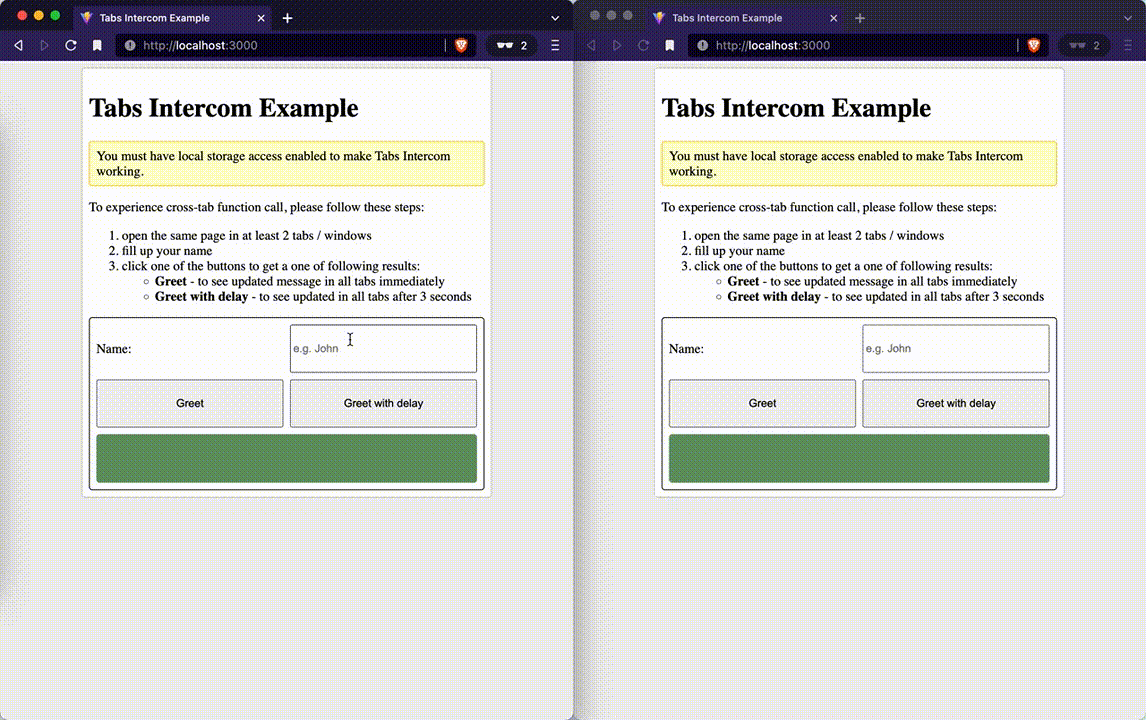 Tabs Intercom Example
http://localhost:3000
2
Tabs Intercom Example
You must have local storage access enabled to make Tabs Intercom
working.
To experience cross-tab function call, please follow these steps:
1. open the same page in at least 2 tabs / windows
2. fill up your name
3. click one of the buttons to get a one of following results:
Greet - to see updated message in all tabs immediately
Greet with delay - to see updated in all tabs after 3 seconds
Name:
e.g. John
Greet
Greet with delay
Tabs Intercom Example
http://localhost:3000
2
Tabs Intercom Example
You must have local storage access enabled to make Tabs Intercom
working.
To experience cross-tab function call, please follow these steps:
1. open the same page in at least 2 tabs / windows
2. fill up your name
3. click one of the buttons to get a one of following results:
Greet - to see updated message in all tabs immediately
Greet with delay - to see updated in all tabs after 3 seconds
Name:
e.g. John
Greet
Greet with delay